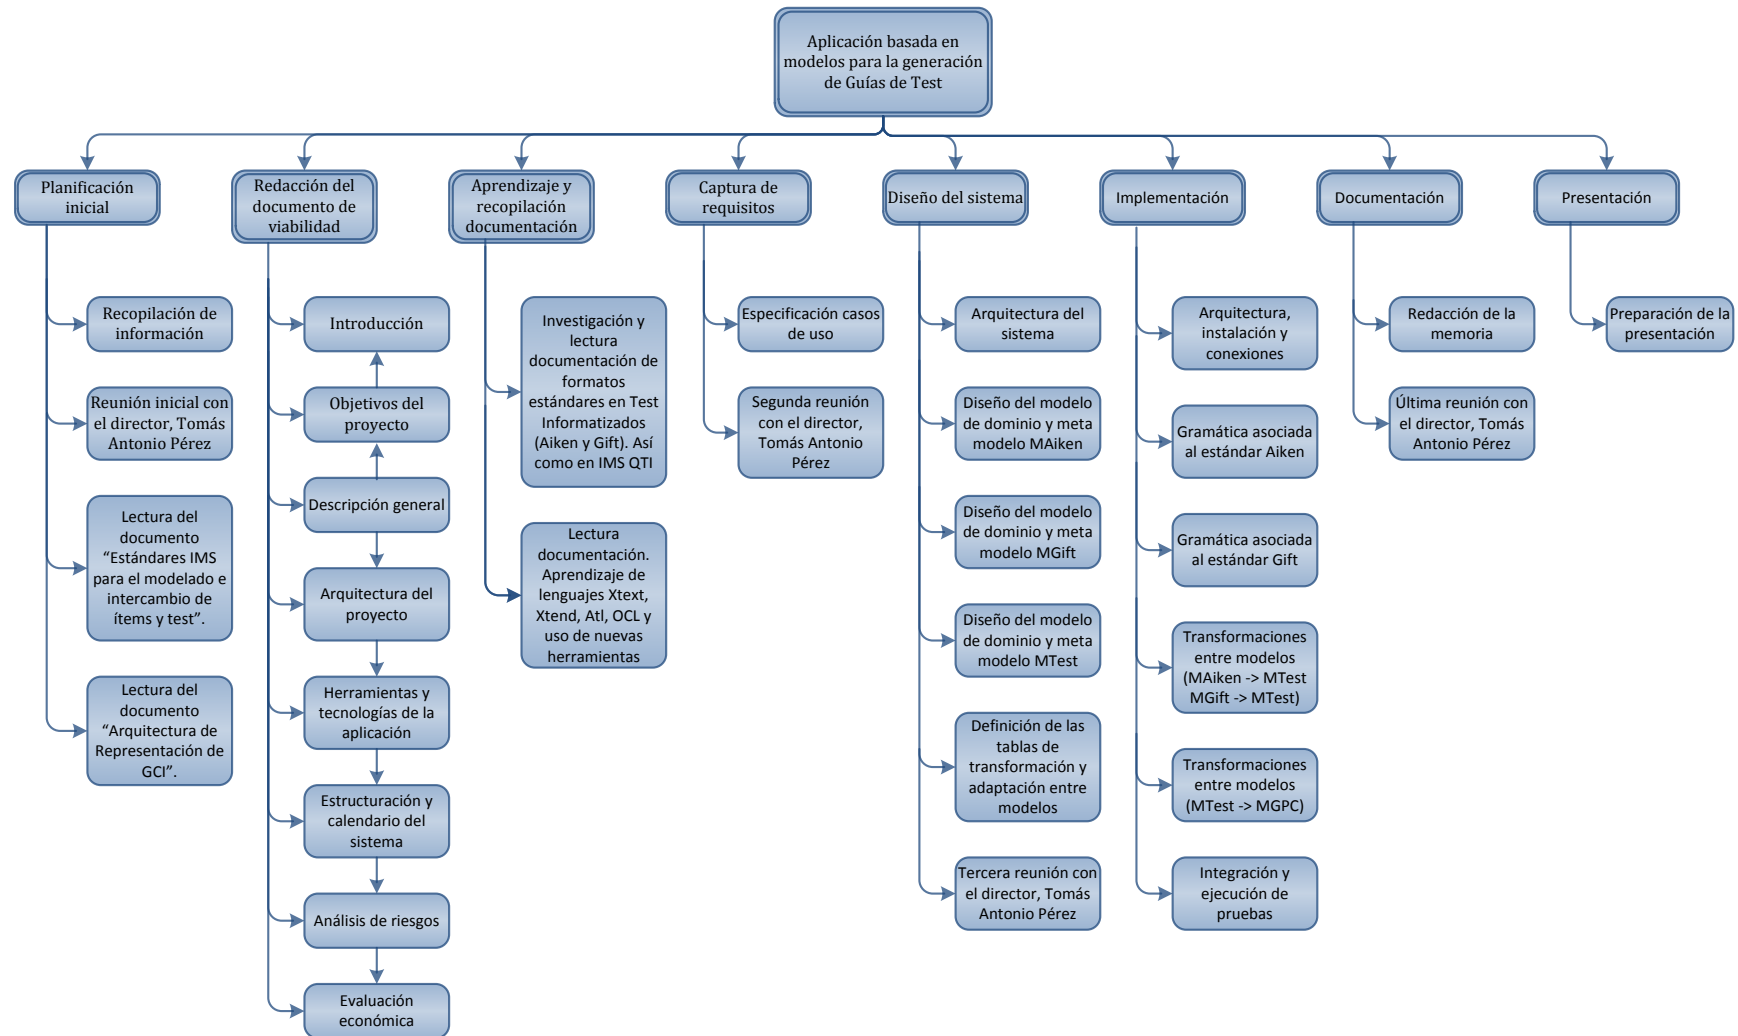 Aplicación basada en
modelos para la generación
de Guías de Test
Planificación
inicial
Redacción del
documento de
viabilidad
Aprendizaje y
recopilación
documentación
Captura de
requisitos
Diseño del sistema
Implementación
Documentación
Presentación
Recopilación de
información
Reunión inicial con
el director, Tomás
Antonio Pérez
Lectura del
documento
“Estándares IMS
para el modelado e
intercambio de
ítems y test”.
Lectura del
documento
“Arquitectura de
Representación de
GCI”.
Introducción
Objetivos del
proyecto
Descripción general
Arquitectura del
proyecto
Herramientas y
tecnologías de la
aplicación
Estructuración y
calendario del
sistema
Análisis de riesgos
Evaluación
económica
Investigación y
lectura
documentación de
formatos
estándares en Test
Informatizados
(Aiken y Gift). Así
como en IMS QTI
Lectura
documentación.
Aprendizaje de
lenguajes Xtext,
Xtend, Atl, OCL y
uso de nuevas
herramientas
Especificación casos
de uso
Segunda reunión
con el director,
Tomás Antonio
Pérez
Arquitectura del
sistema
Diseño del modelo
de dominio y meta
modelo MAiken
Diseño del modelo
de dominio y meta
modelo MGift
Diseño del modelo
de dominio y meta
modelo MTest
Definición de las
tablas de
transformación y
adaptación entre
modelos
Tercera reunión con
el director, Tomás
Antonio Pérez
Arquitectura,
instalación y
conexiones
Gramática asociada
al estándar Aiken
Gramática asociada
al estándar Gift
Transformaciones
entre modelos
(MAiken -> MTest
MGift -> MTest)
Transformaciones
entre modelos
(MTest -> MGPC)
Integración y
ejecución de
pruebas
Redacción de la
memoria
Última reunión con
el director, Tomás
Antonio Pérez
Preparación de la
presentación